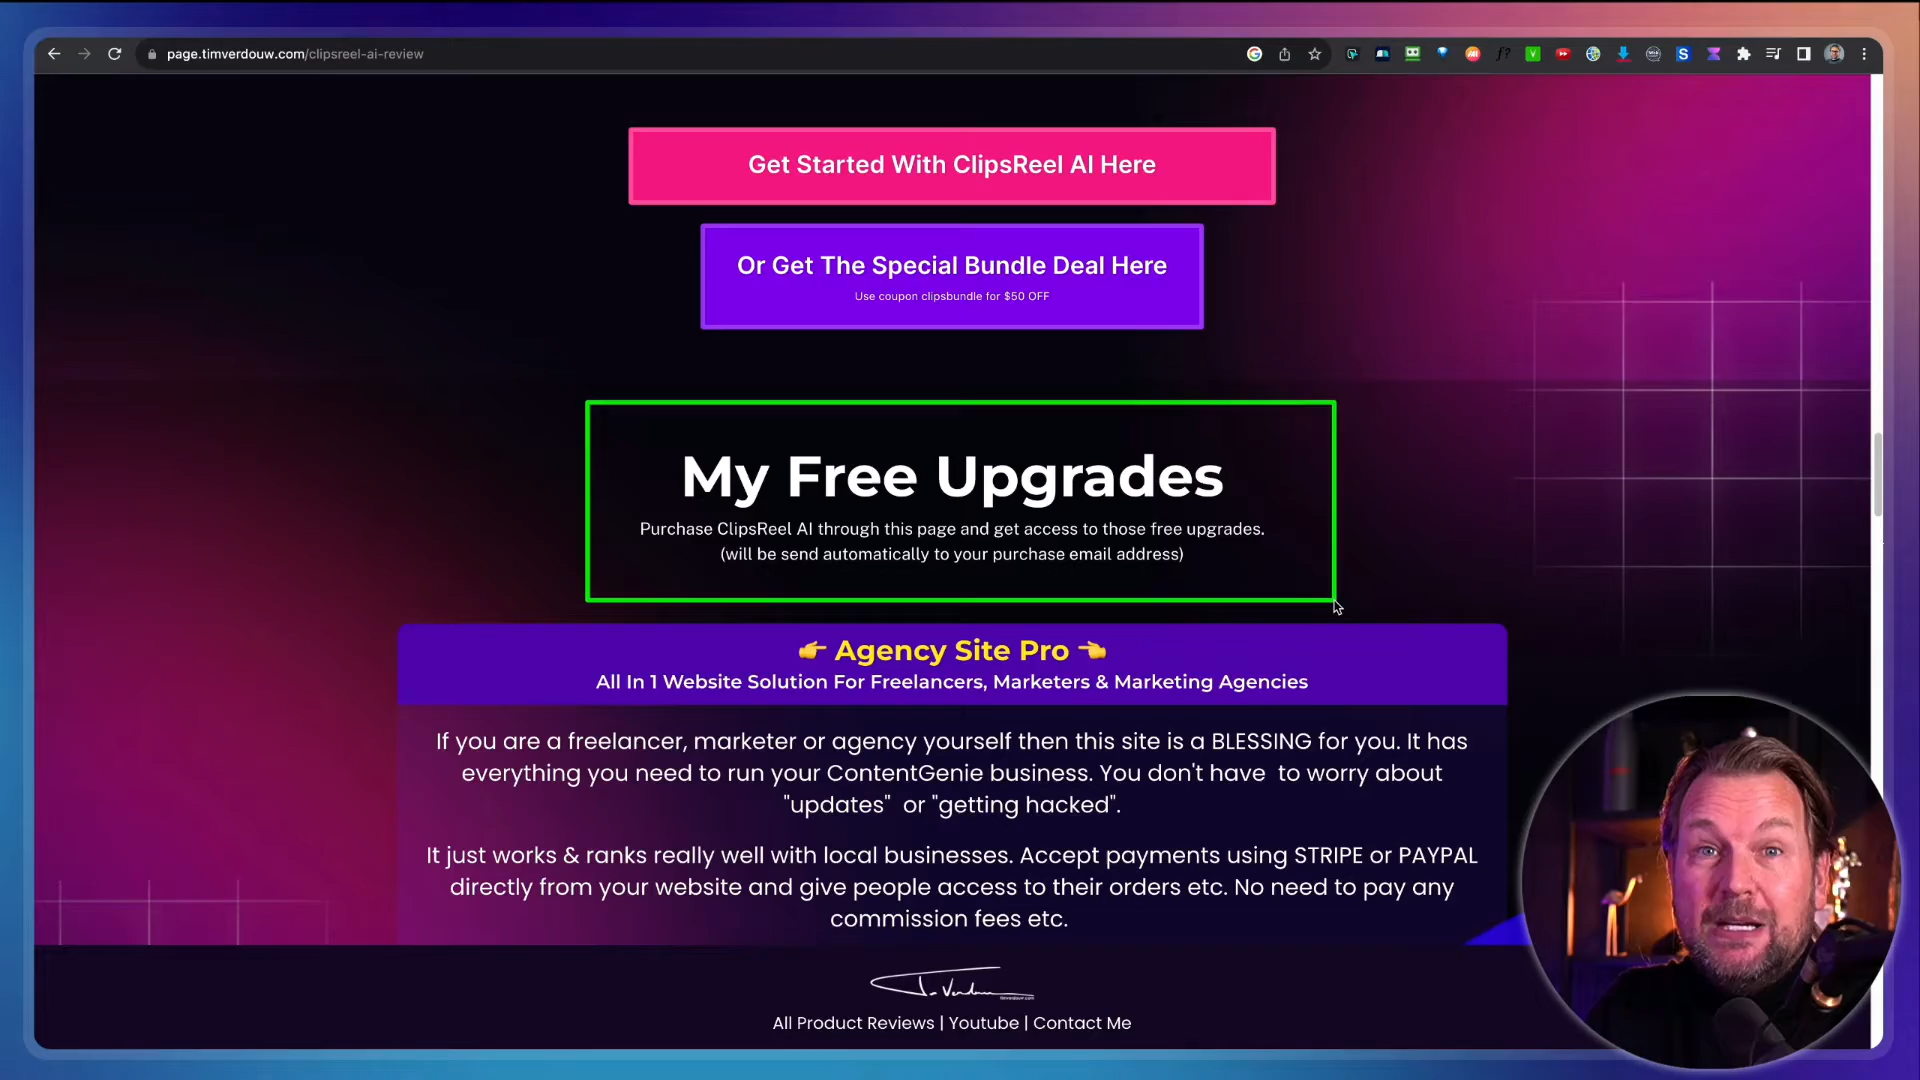 page.timverdouw.com/clipsreel-ai-review
Get Started With ClipsReel AI Here
Or Get The Special Bundle Deal Here
Use coupon clipsbundle for $50 OFF
My Free Upgrades
Purchase ClipsReel AI through this page and get access to those free upgrades.
(will be send automatically to your purchase email address)
👉 Agency Site Pro 👈
All In 1 Website Solution For Freelancers, Marketers & Marketing Agencies
If you are a freelancer, marketer or agency yourself then this site is a BLESSING for you. It has
everything you need to run your ContentGenie business. You don't have to worry about
"updates" or "getting hacked".
It just works & ranks really well with local businesses. Accept payments using STRIPE or PAYPAL
directly from your website and give people access to their orders etc. No need to pay any
commission fees etc.
All Product Reviews | Youtube | Contact Me